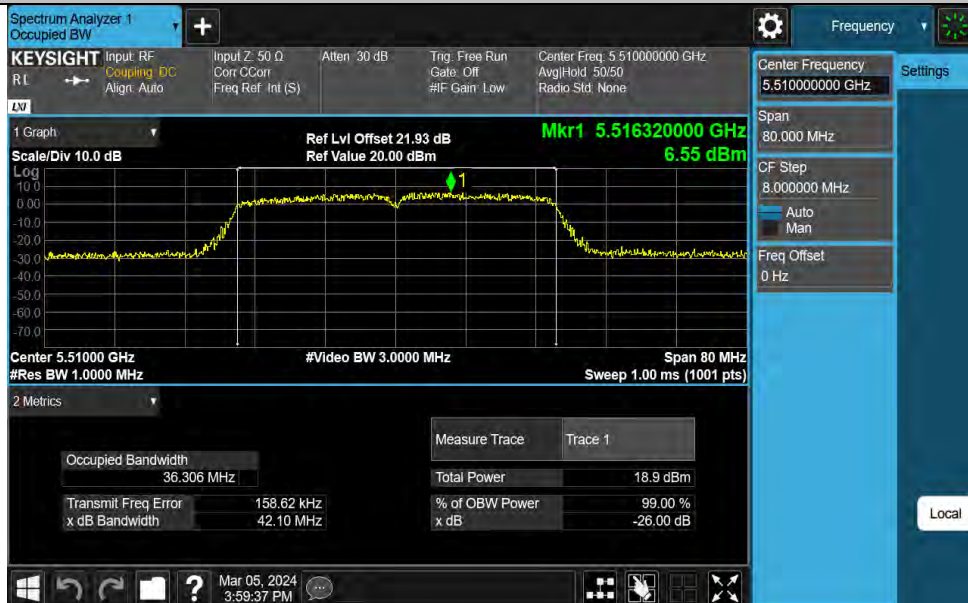 Spectrum Analyzer 1
Occupied BW
+
Frequency
KEYSIGHT Input: RF
Coupling: DC
Align: Auto
Input Z: 50 Ω
Corr CCorr
Freq Ref: Int (S)
Atten: 30 dB
Trig: Free Run
Gate: Off
#IF Gain: Low
Center Freq: 5.510000000 GHz
Avg|Hold: 50/50
Radio Std: None
LXI
Center Frequency
5.510000000 GHz
Settings
Span
80.000 MHz
CF Step
8.000000 MHz
Auto
Man
Freq Offset
0 Hz
1 Graph
Scale/Div 10.0 dB
Ref Lvl Offset 21.93 dB
Ref Value 20.00 dBm
Mkr1 5.516320000 GHz
6.55 dBm
Log
10.0
0.00
-10.0
-20.0
-30.0
-40.0
-50.0
-60.0
-70.0
1
Center 5.51000 GHz
#Video BW 3.0000 MHz
Span 80 MHz
#Res BW 1.0000 MHz
Sweep 1.00 ms (1001 pts)
2 Metrics
Measure Trace Trace 1
Occupied Bandwidth
36.306 MHz
Total Power 18.9 dBm
Transmit Freq Error 158.62 kHz
% of OBW Power 99.00 %
x dB Bandwidth 42.10 MHz
x dB -26.00 dB
Local
?
Mar 05, 2024
3:59:37 PM